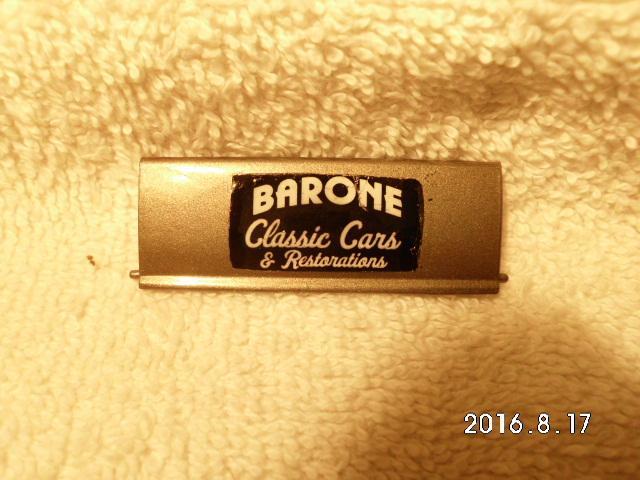 BARONE
Classic Cars
& Restorations
2016.8.17